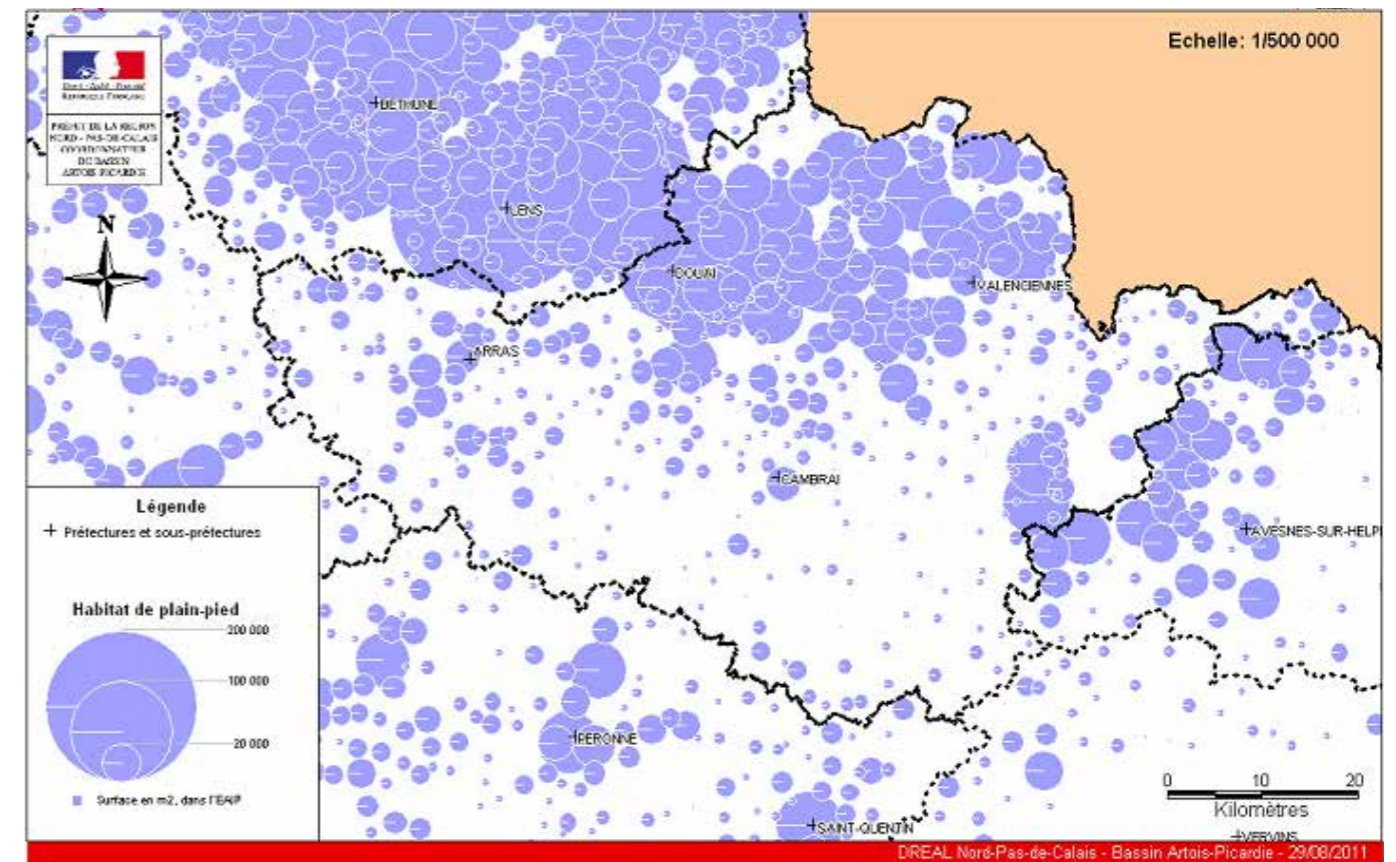 Echelle: 1/500 000
REPUBLIQUE FRANÇAISE
PREFET DE LA REGION
NORD - PAS-DE-CALAIS
COORDONNATEUR
DU BASSIN
ARTOIS PICARDIE
N
BETHUNE
LENS
DOUAI
VALENCIENNES
ARRAS
CAMBRAI
AVESNES-SUR-HELPI
PERONNE
SAINT-QUENTIN
VERVINS
Légende
Préfectures et sous-préfectures
Habitat de plain-pied
200 000
100 000
20 000
Surface en m2, dans l'EAIP
0 10 20
Kilomètres
DREAL Nord-Pas-de-Calais - Bassin Artois-Picardie - 29/08/2011